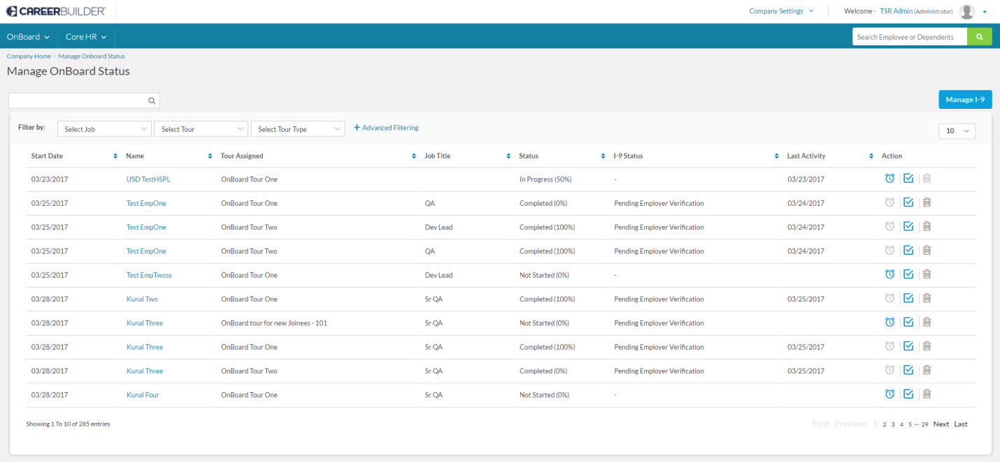 CAREERBUILDER
Company Settings
Welcome - TSR Admin (Administrator)
OnBoard Core HR
Search Employee or Dependents
Company Home › Manage Onboard Status
Manage OnBoard Status
Manage I-9
Filter by: Select Job Select Tour Select Tour Type + Advanced Filtering 10
Start Date Name Tour Assigned Job Title Status I-9 Status Last Activity Action
03/23/2017 USD TestHSPL OnBoard Tour One In Progress (50%) - 03/23/2017
03/25/2017 Test EmpOne OnBoard Tour One QA Completed (0%) Pending Employer Verification 03/24/2017
03/25/2017 Test EmpOne OnBoard Tour Two Dev Lead Completed (100%) Pending Employer Verification 03/24/2017
03/25/2017 Test EmpOne OnBoard Tour Two QA Completed (100%) Pending Employer Verification 03/24/2017
03/25/2017 Test EmpTwoss OnBoard Tour One Dev Lead Not Started (0%) -
03/28/2017 Kunal Two OnBoard Tour One Sr QA Completed (100%) Pending Employer Verification 03/25/2017
03/28/2017 Kunal Three OnBoard tour for new Joinees - 101 Sr QA Not Started (0%) Pending Employer Verification
03/28/2017 Kunal Three OnBoard Tour One Sr QA Completed (100%) Pending Employer Verification 03/25/2017
03/28/2017 Kunal Three OnBoard Tour Two Sr QA Completed (0%) Pending Employer Verification 03/25/2017
03/28/2017 Kunal Four OnBoard Tour One Sr QA Not Started (0%) -
Showing 1 To 10 of 285 entries First Previous 1 2 3 4 5 ... 29 Next Last